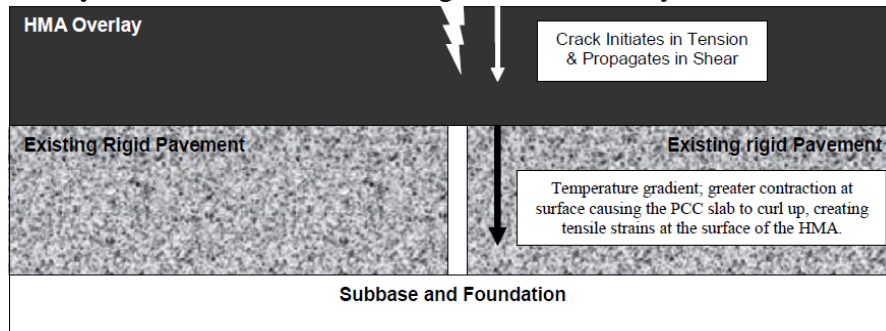 HMA Overlay
Crack Initiates in Tension
& Propagates in Shear
Existing Rigid Pavement
Existing rigid Pavement
Temperature gradient; greater contraction at
surface causing the PCC slab to curl up, creating
tensile strains at the surface of the HMA.
Subbase and Foundation